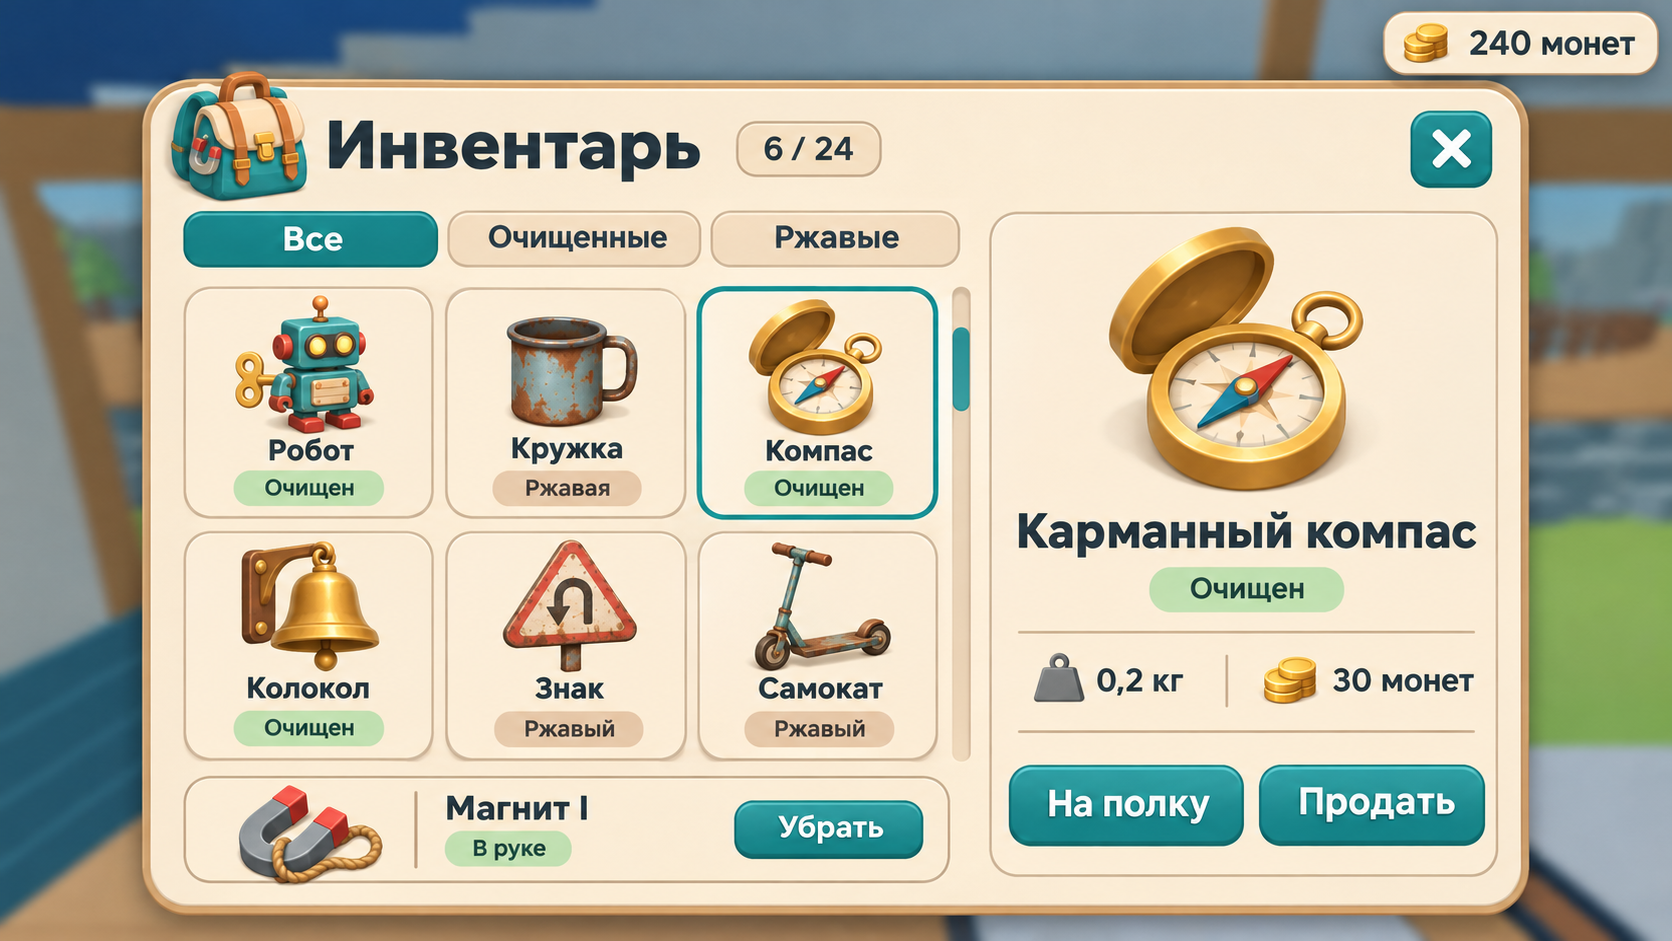 240 монет
Инвентарь
6 / 24
Все
Очищенные
Ржавые
Робот
Очищен
Кружка
Ржавая
Компас
Очищен
Колокол
Очищен
Знак
Ржавый
Самокат
Ржавый
Магнит I
В руке
Убрать
Карманный компас
Очищен
0,2 кг
30 монет
На полку
Продать